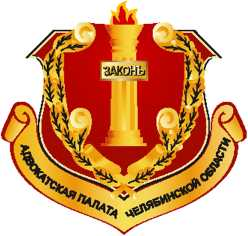 ЗАКОНЪ
АДВОКАТСКАЯ ПАЛАТА ЧЕЛЯБИНСКОЙ ОБЛАСТИ